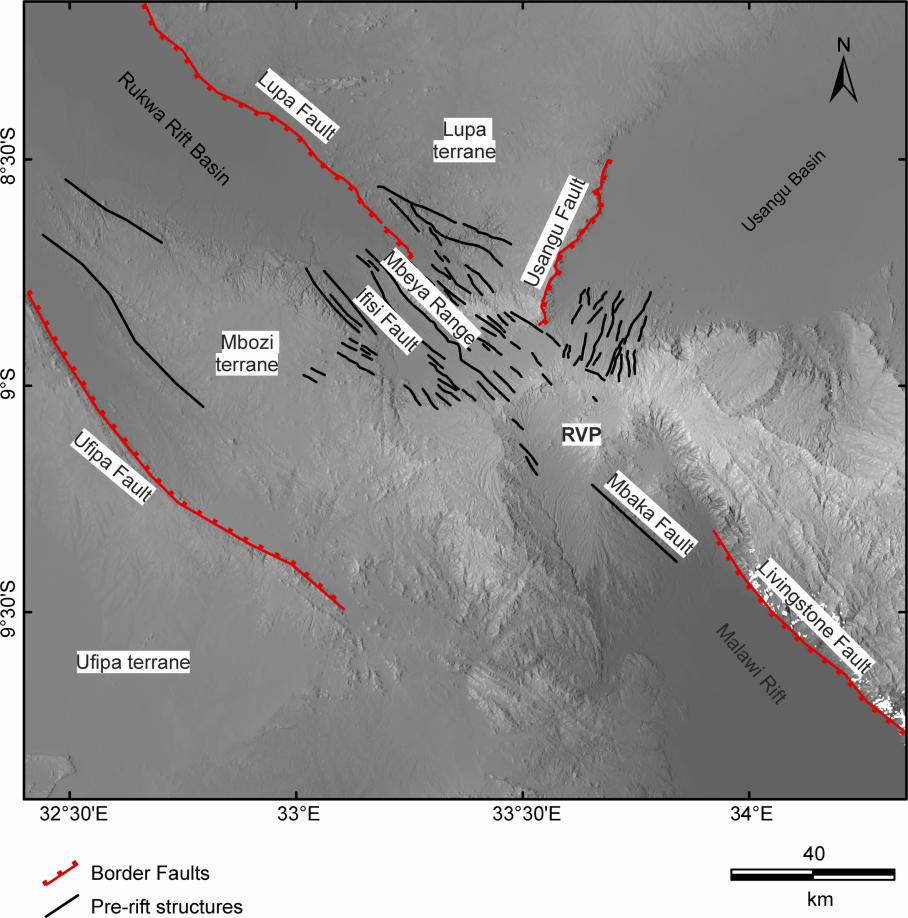 N
Rukwa Rift Basin
Lupa Fault
Lupa
terrane
Usangu Fault
Usangu Basin
8°30'S
Mbeya Range
Ifisi Fault
Mbozi
terrane
9°S
RVP
Ufipa Fault
Mbaka Fault
Livingstone Fault
9°30'S
Malawi Rift
Ufipa terrane
32°30'E
33°E
33°30'E
34°E
Border Faults
Pre-rift structures
40
km